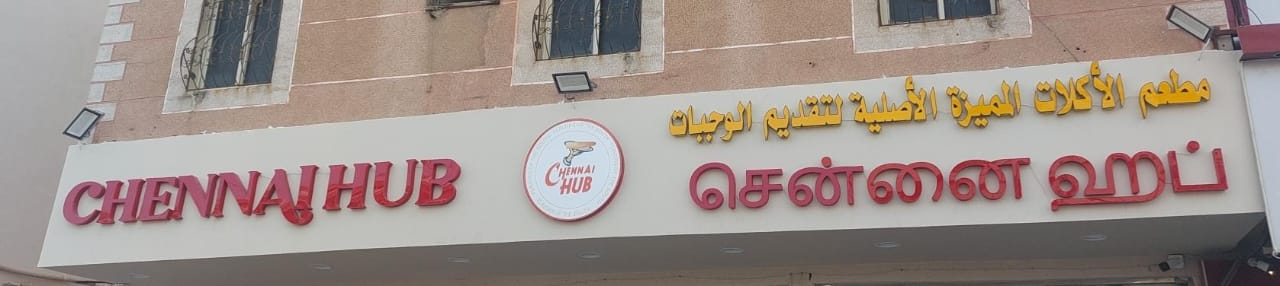 CHENNAI HUB
CHENNAI
HUB
مطعم الأكلات المميزة الأصلية لتقديم الوجبات
சென்னை ஹப்